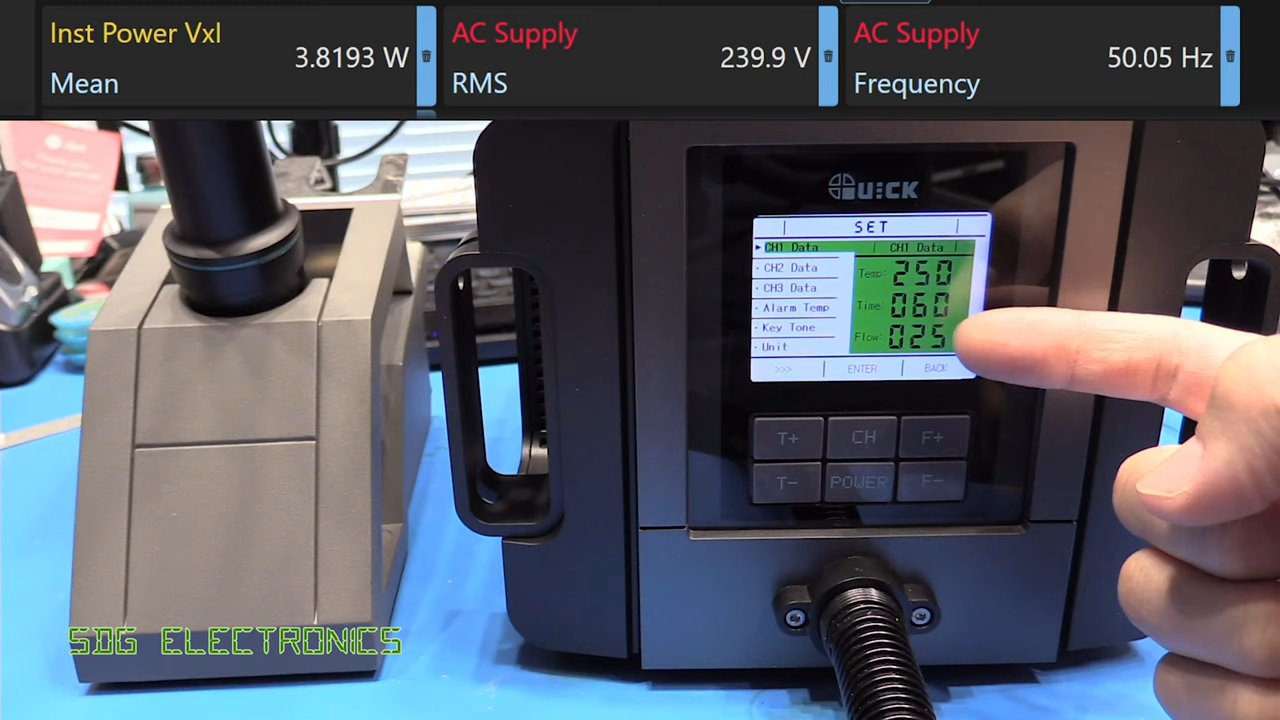 Inst Power VxI
3.8193 W
Mean
AC Supply
239.9 V
RMS
AC Supply
50.05 Hz
Frequency
QUICK
SET
CH1 Data
CH1 Data
CH2 Data
CH3 Data
Alarm Temp
Key Tone
Unit
Temp: 250
Time: 060
Flow: 025
>>> ENTER BACK
T+ CH F+
T- POWER F-
SDG ELECTRONICS